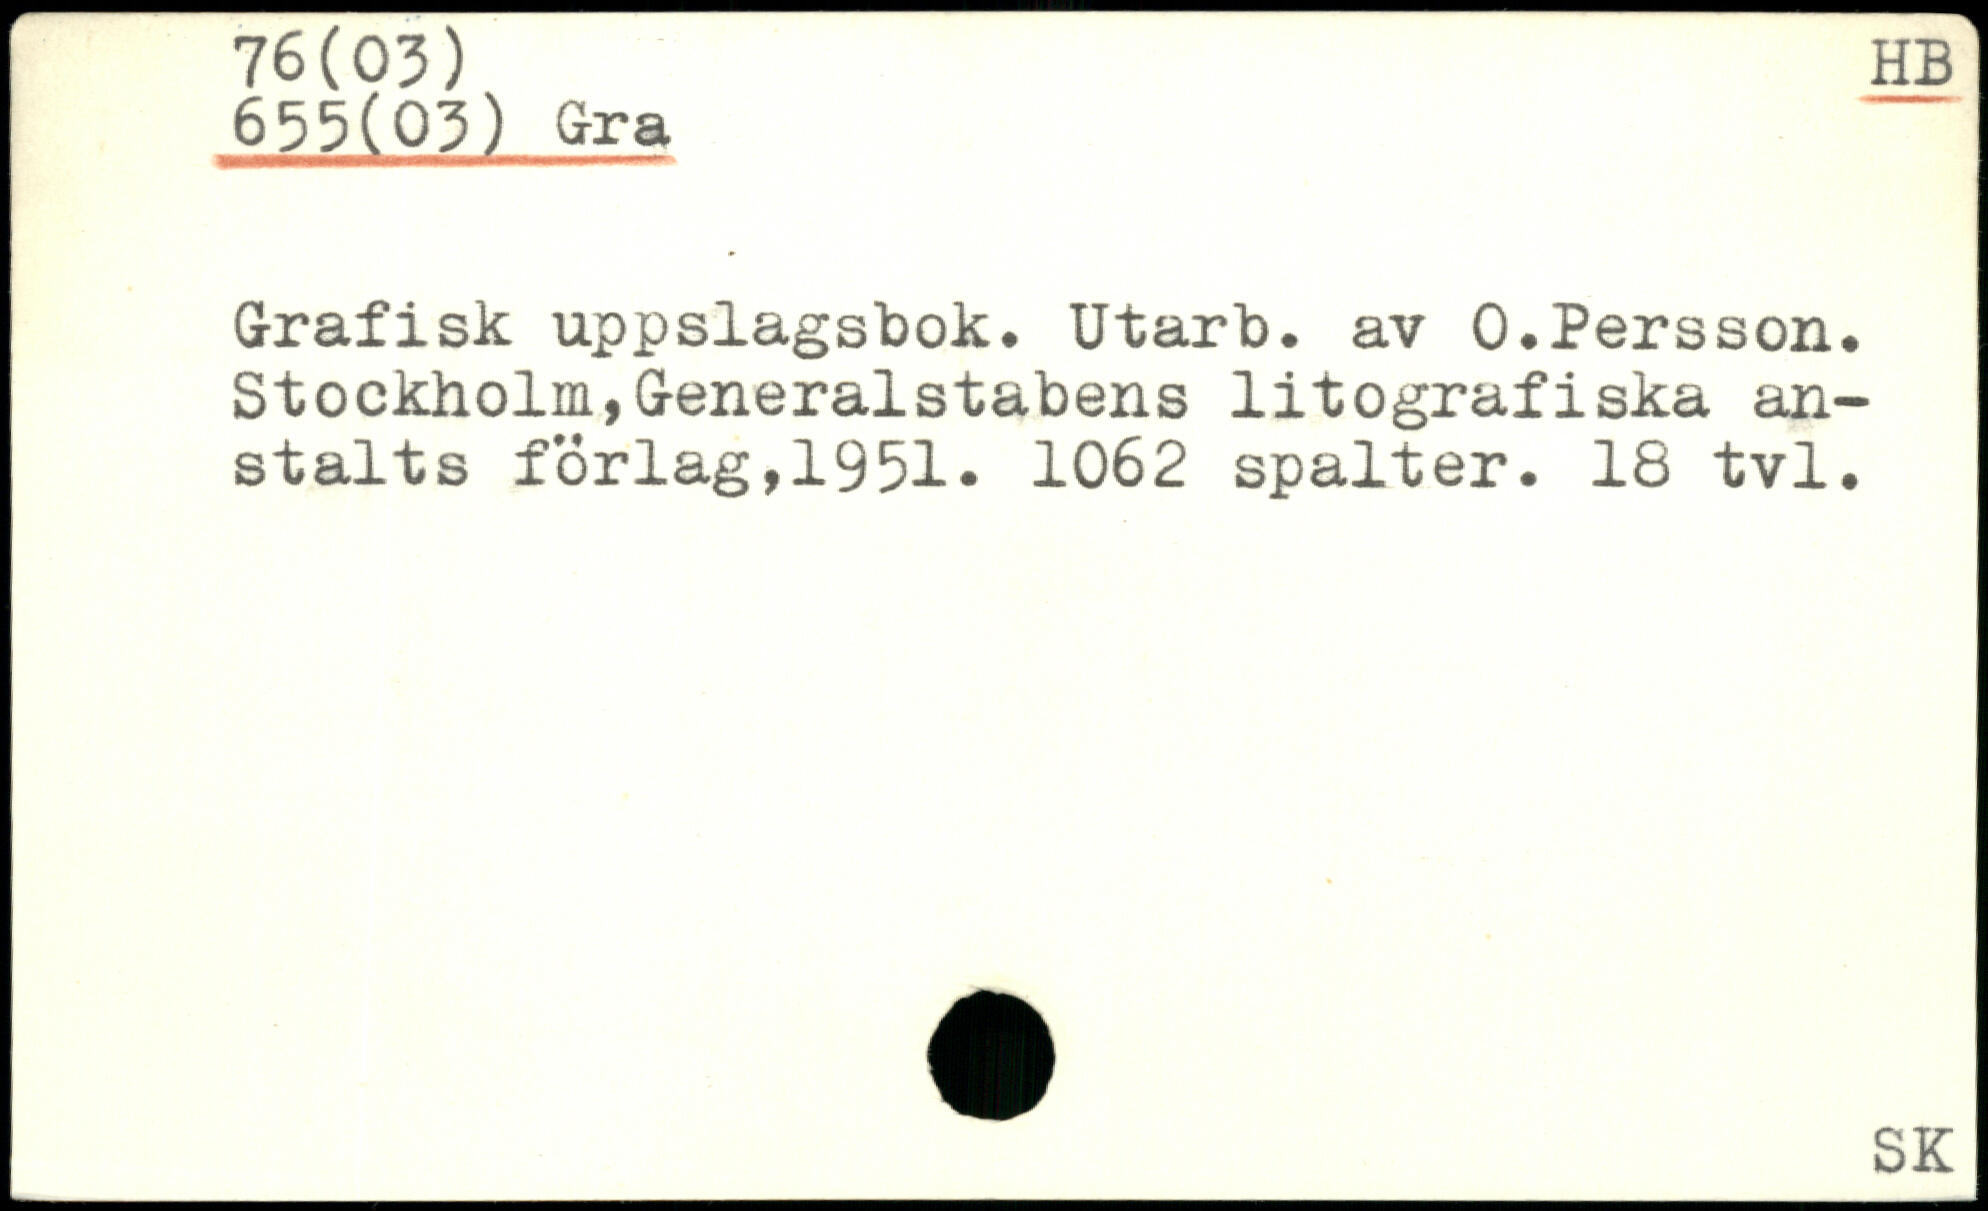 76(03)
HB
655(03) Gra
Grafisk uppslagsbok. Utarb. av O.Persson.
Stockholm,Generalstabens litografiska an-
stalts förlag,1951. 1062 spalter. 18 tvl.
SK